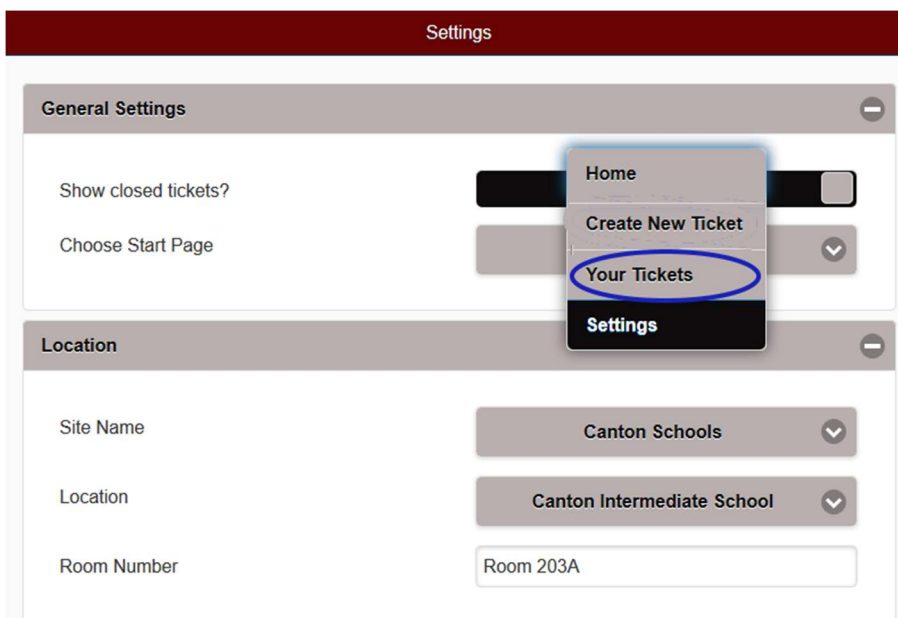 Settings
General Settings
Show closed tickets?
Choose Start Page
Home
Create New Ticket
Your Tickets
Settings
Location
Site Name
Canton Schools
Location
Canton Intermediate School
Room Number
Room 203A